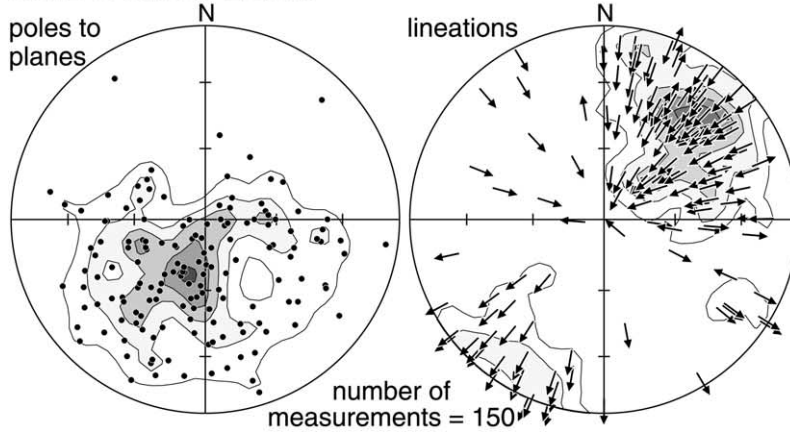 N
poles to
planes
N
lineations
number of
measurements = 150